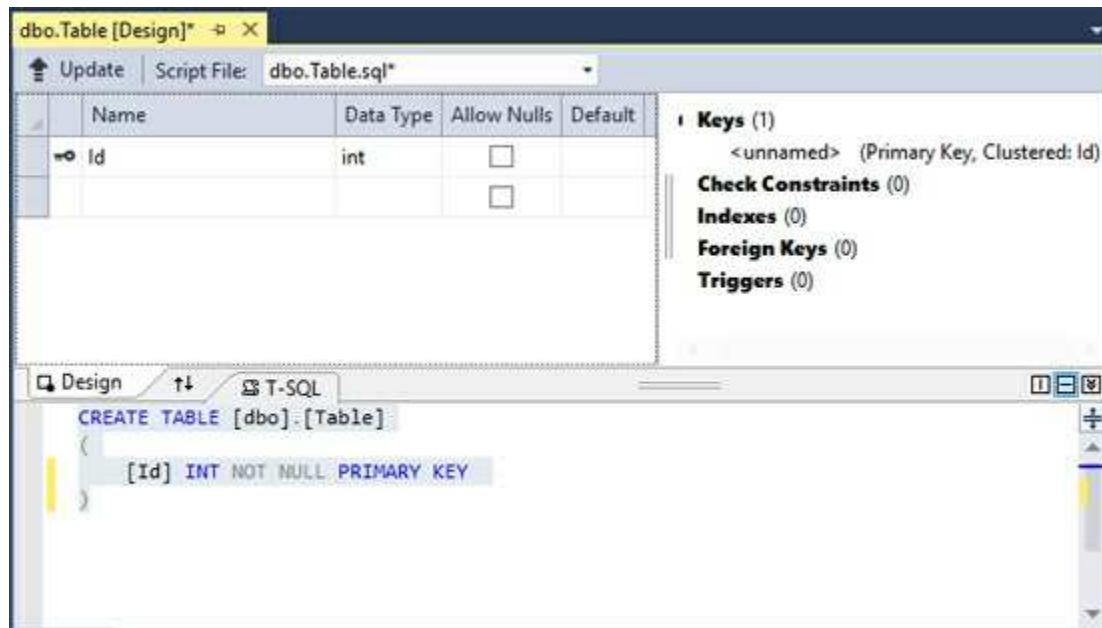 dbo.Table [Design]*
Update Script File: dbo.Table.sql*
Name Data Type Allow Nulls Default
Id int
Keys (1)
<unnamed> (Primary Key, Clustered: Id)
Check Constraints (0)
Indexes (0)
Foreign Keys (0)
Triggers (0)
Design T-SQL
CREATE TABLE [dbo].[Table]
(
[Id] INT NOT NULL PRIMARY KEY
)